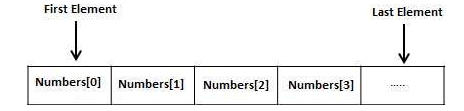 First Element Last Element
Numbers[0] Numbers[1] Numbers[2] Numbers[3] .....